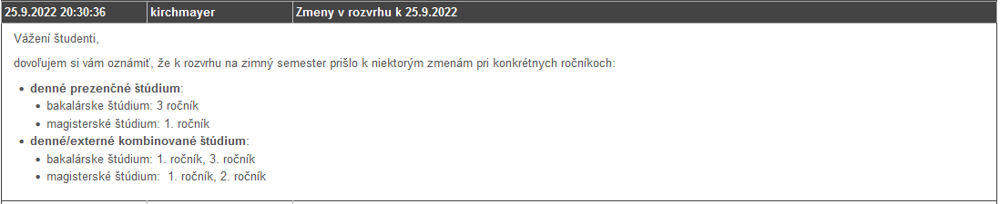 25.9.2022 20:30:36 kirchmayer Zmeny v rozvrhu k 25.9.2022
Vážení študenti,
dovoľujem si vám oznámiť, že k rozvrhu na zimný semester prišlo k niektorým zmenám pri konkrétnych ročníkoch:
• denné prezenčné štúdium:
• bakalárske štúdium: 3 ročník
• magisterské štúdium: 1. ročník
• denné/externé kombinované štúdium:
• bakalárske štúdium: 1. ročník, 3. ročník
• magisterské štúdium: 1. ročník, 2. ročník